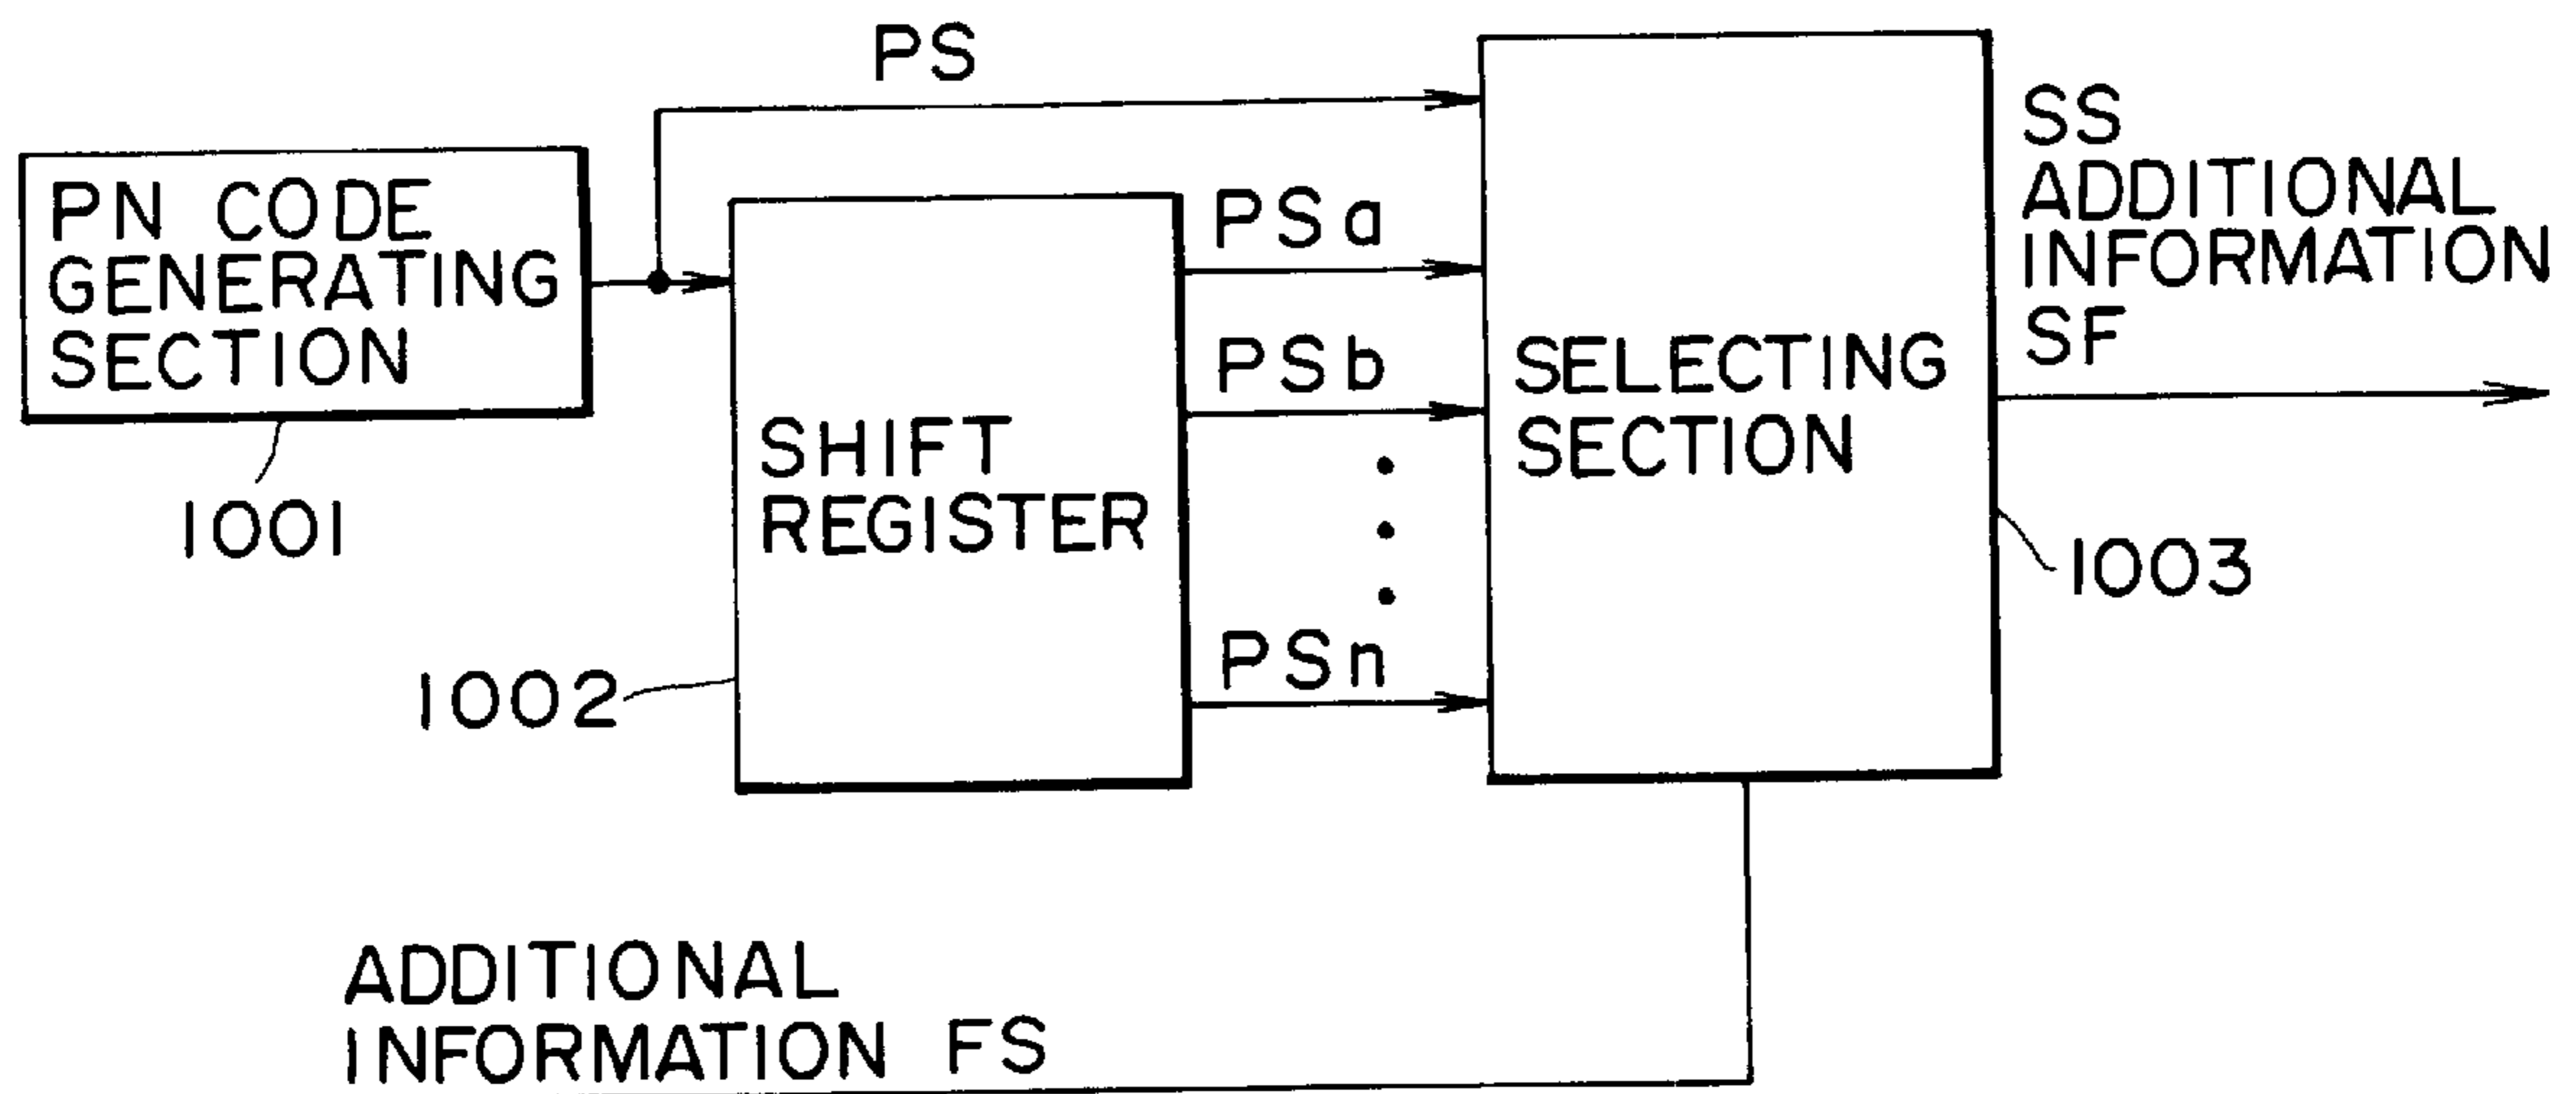 PS
PN CODE
GENERATING
SECTION
1001
SHIFT
REGISTER
1002
PSa
PSb
PSn
SELECTING
SECTION
1003
SS
ADDITIONAL
INFORMATION
SF
ADDITIONAL
INFORMATION FS